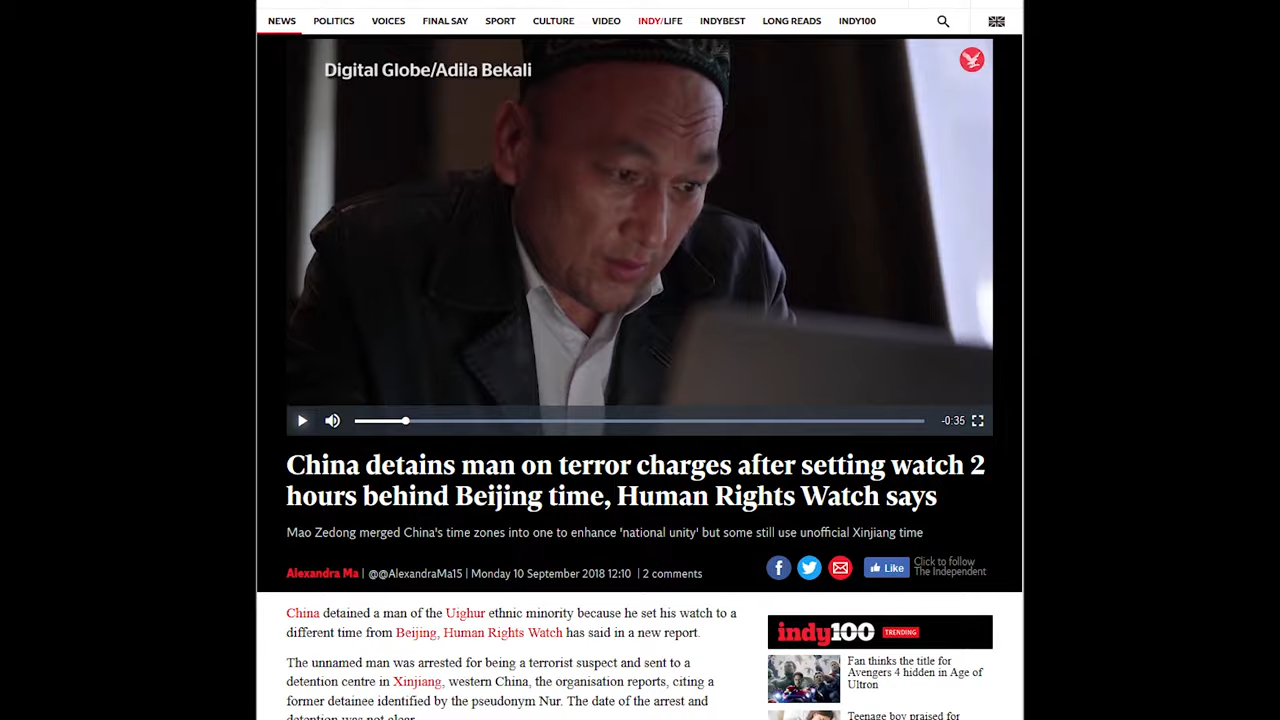 NEWS POLITICS VOICES FINAL SAY SPORT CULTURE VIDEO INDY/LIFE INDYBEST LONG READS INDY100
Digital Globe/Adila Bekali
-0:35
China detains man on terror charges after setting watch 2
hours behind Beijing time, Human Rights Watch says
Mao Zedong merged China's time zones into one to enhance 'national unity' but some still use unofficial Xinjiang time
Alexandra Ma | @@AlexandraMa15 | Monday 10 September 2018 12:10 | 2 comments
Like
Click to follow
The Independent
China detained a man of the Uighur ethnic minority because he set his watch to a
different time from Beijing, Human Rights Watch has said in a new report.
The unnamed man was arrested for being a terrorist suspect and sent to a
detention centre in Xinjiang, western China, the organisation reports, citing a
former detainee identified by the pseudonym Nur. The date of the arrest and
detention was not clear.
indy100 TRENDING
Fan thinks the title for
Avengers 4 hidden in Age of
Ultron
Teenage boy praised for